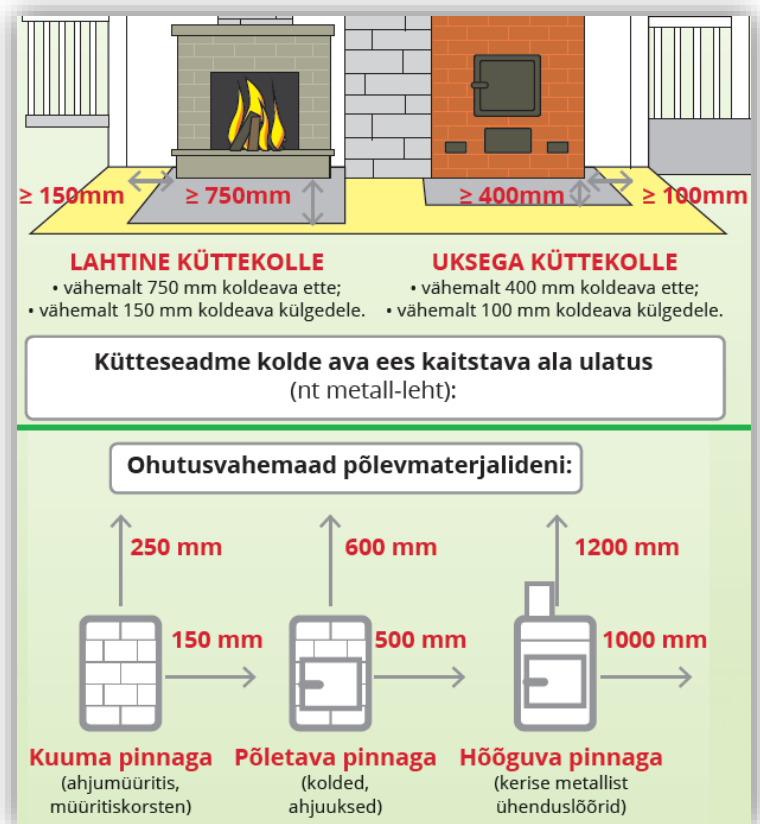 ≥ 150mm ≥ 750mm ≥ 400mm ≥ 100mm
LAHTINE KÜTTEKOLLE
• vähemalt 750 mm koldeava ette;
• vähemalt 150 mm koldeava külgedele.
UKSEGA KÜTTEKOLLE
• vähemalt 400 mm koldeava ette;
• vähemalt 100 mm koldeava külgedele.
Kütteseadme kolde ava ees kaitstava ala ulatus
(nt metall-leht):
Ohutusvahemaad põlevmaterjalideni:
250 mm
150 mm
Kuuma pinnaga
(ahjumüüritis,
müüritiskorsten)
600 mm
500 mm
Põletava pinnaga
(kolded,
ahjuuksed)
1200 mm
1000 mm
Hõõguva pinnaga
(kerise metallist
ühenduslõõrid)